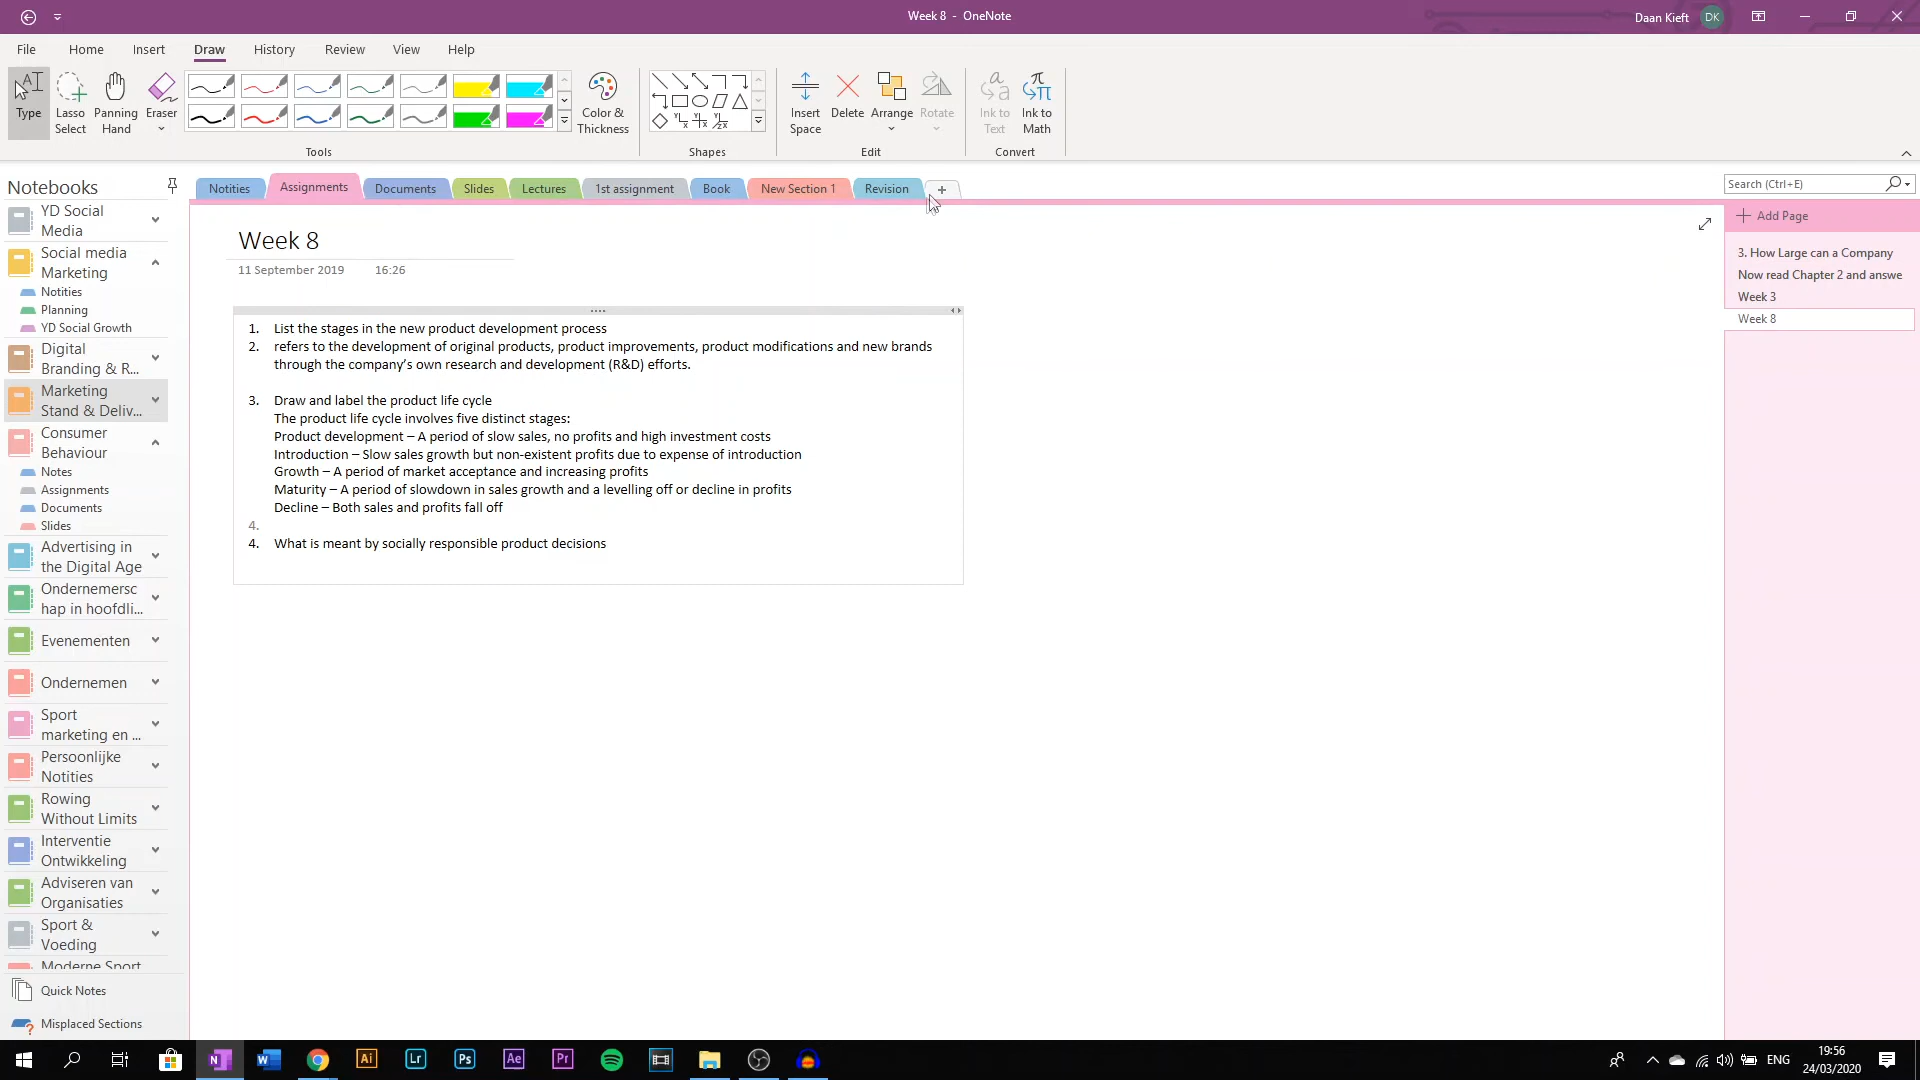 Week 8 - OneNote
Daan Kieft
DK
File
Home
Insert
Draw
History
Review
View
Help
Type
Lasso
Select
Panning
Hand
Eraser
Color &
Thickness
Insert
Space
Delete
Arrange
Rotate
Ink to
Text
Ink to
Math
Tools
Shapes
Edit
Convert
Notebooks
YD Social
Media
Social media
Marketing
Notities
Planning
YD Social Growth
Digital
Branding & R...
Marketing
Stand & Deliv...
Consumer
Behaviour
Notes
Assignments
Documents
Slides
Advertising in
the Digital Age
Ondernemersc
hap in hoofdli...
Evenementen
Ondernemen
Sport
marketing en ...
Persoonlijke
Notities
Rowing
Without Limits
Interventie
Ontwikkeling
Adviseren van
Organisaties
Sport &
Voeding
Moderne Sport
Quick Notes
Misplaced Sections
Notities
Assignments
Documents
Slides
Lectures
1st assignment
Book
New Section 1
Revision
Search (Ctrl+E)
Week 8
11 September 2019 16:26
1. List the stages in the new product development process
2. refers to the development of original products, product improvements, product modifications and new brands
through the company's own research and development (R&D) efforts.
3. Draw and label the product life cycle
The product life cycle involves five distinct stages:
Product development – A period of slow sales, no profits and high investment costs
Introduction – Slow sales growth but non-existent profits due to expense of introduction
Growth – A period of market acceptance and increasing profits
Maturity – A period of slowdown in sales growth and a levelling off or decline in profits
Decline – Both sales and profits fall off
4.
4. What is meant by socially responsible product decisions
Add Page
3. How Large can a Company
Now read Chapter 2 and answe
Week 3
Week 8
Ai
Lr
Ps
Ae
Pr
ENG
19:56
24/03/2020